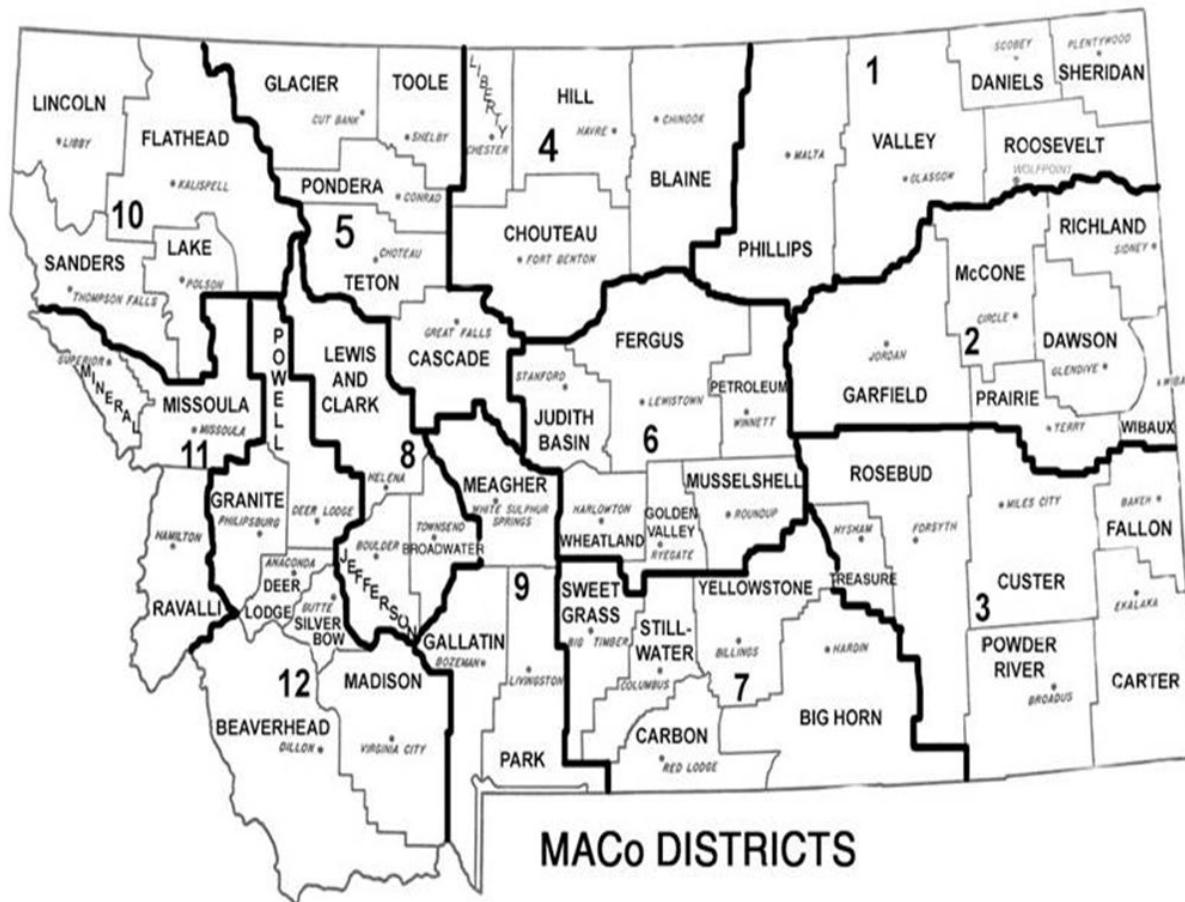 LINCOLN
LIBBY
FLATHEAD
KALISPELL
10
LAKE
POLSON
SANDERS
THOMPSON FALLS
GLACIER
CUT BANK
TOOLE
SHELBY
PONDERA
CONRAD
5
CHOTEAU
TETON
GREAT FALLS
CASCADE
LIBERTY
CHESTER
HILL
HAVRE
4
CHINOOK
BLAINE
CHOUTEAU
FORT BENTON
1
SCOBEY
DANIELS
PLENTYWOOD
SHERIDAN
VALLEY
GLASGOW
ROOSEVELT
WOLFPOINT
MALTA
PHILLIPS
RICHLAND
SIDNEY
McCONE
CIRCLE
2
DAWSON
GLENDIVE
JORDAN
GARFIELD
PRAIRIE
TERRY
WIBA
WIBAUX
FERGUS
LEWISTOWN
STANFORD
JUDITH
BASIN
6
PETROLEUM
WINNETT
MUSSELSHELL
ROUNDUP
GOLDEN
VALLEY
RYEGATE
HARLOWTON
WHEATLAND
SUPERIOR
MINERAL
MISSOULA
MISSOULA
11
HAMILTON
RAVALLI
POWELL
DEER LODGE
GRANITE
PHILIPSBURG
ANACONDA
DEER
LODGE
BUTTE
SILVER
BOW
LEWIS
AND
CLARK
8
HELENA
BOULDER
JEFFERSON
TOWNSEND
BROADWATER
MEAGHER
WHITE SULPHUR
SPRINGS
9
GALLATIN
BOZEMAN
LIVINGSTON
PARK
12
BEAVERHEAD
DILLON
MADISON
VIRGINIA CITY
SWEET
GRASS
BIG TIMBER
STILL-
WATER
COLUMBUS
YELLOWSTONE
BILLINGS
7
CARBON
RED LODGE
HARDIN
BIG HORN
ROSEBUD
FORSYTH
HYSHAM
TREASURE
MILES CITY
CUSTER
3
BAKER
FALLON
EKALAKA
CARTER
POWDER
RIVER
BROADUS
MACo DISTRICTS